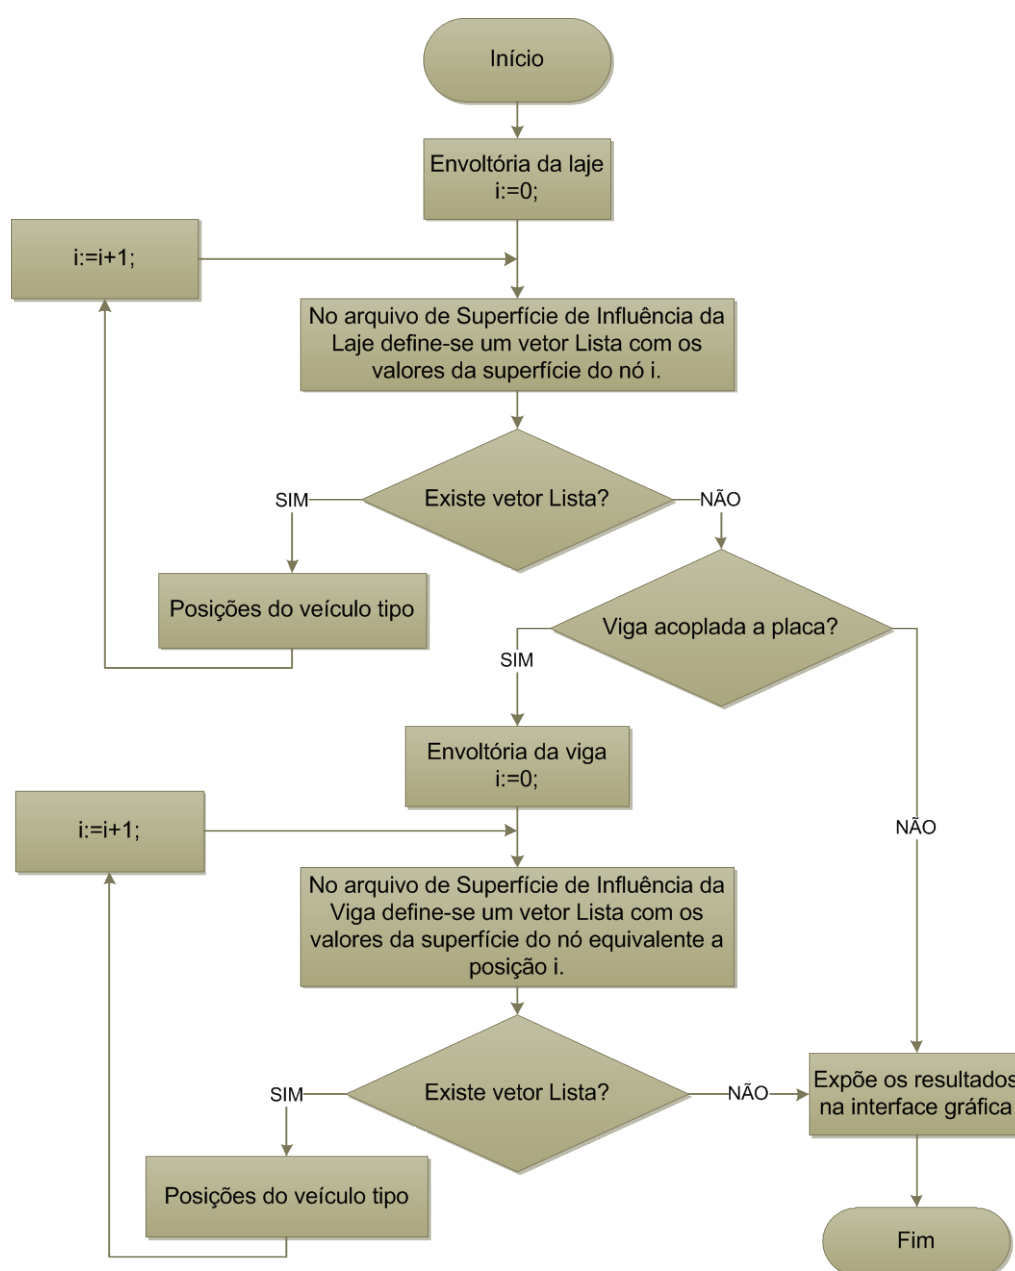 Início
Envoltória da laje
i:=0;
i:=i+1;
No arquivo de Superfície de Influência da
Laje define-se um vetor Lista com os
valores da superfície do nó i.
Existe vetor Lista?
SIM
NÃO
Posições do veículo tipo
Viga acoplada a placa?
SIM
NÃO
Envoltória da viga
i:=0;
i:=i+1;
No arquivo de Superfície de Influência da
Viga define-se um vetor Lista com os
valores da superfície do nó equivalente a
posição i.
Existe vetor Lista?
SIM
NÃO
Posições do veículo tipo
Expõe os resultados
na interface gráfica
Fim